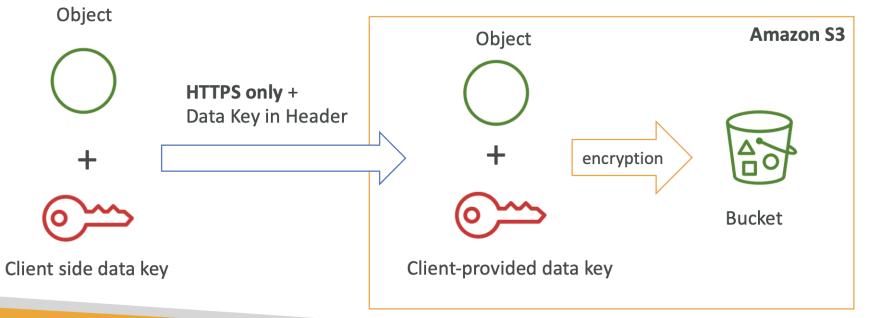 Object
+
Client side data key
HTTPS only +
Data Key in Header
Amazon S3
Object
+
Client-provided data key
encryption
Bucket